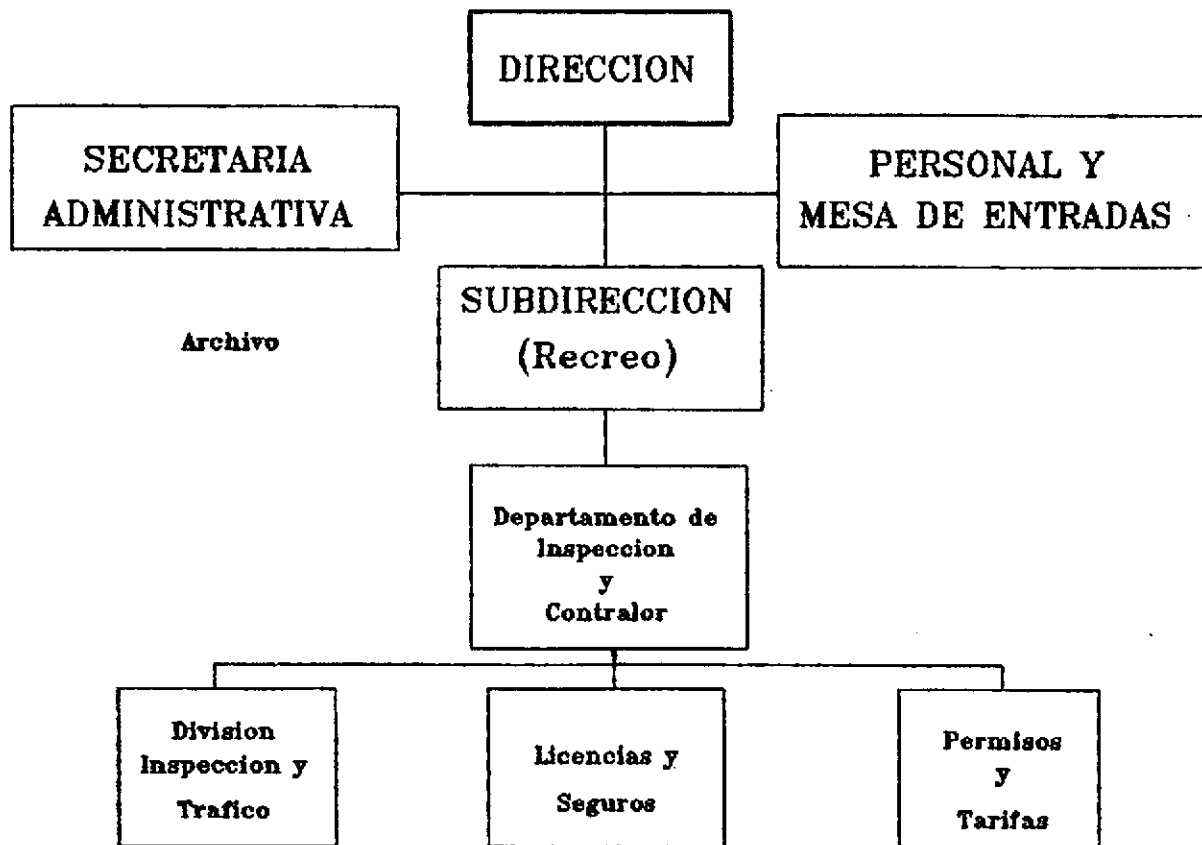 DIRECCION
SECRETARIA
ADMINISTRATIVA
PERSONAL Y
MESA DE ENTRADAS
SUBDIRECCION
(Recreo)
Archivo
Departamento de
Inspeccion
y
Contralor
Division
Inspeccion y
Trafico
Licencias y
Seguros
Permisos
y
Tarifas